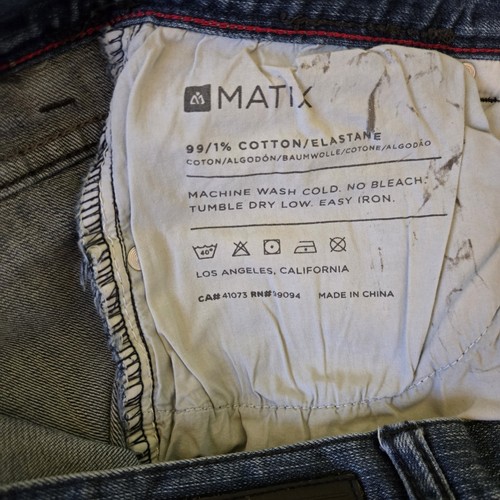 MATIX
99/1% COTTON/ELASTANE
COTON/ALGODÓN/BAUMWOLLE/COTONE/ALGODÃO
MACHINE WASH COLD. NO BLEACH.
TUMBLE DRY LOW. EASY IRON.
40°
LOS ANGELES, CALIFORNIA
CA# 41073 RN# 59094 MADE IN CHINA